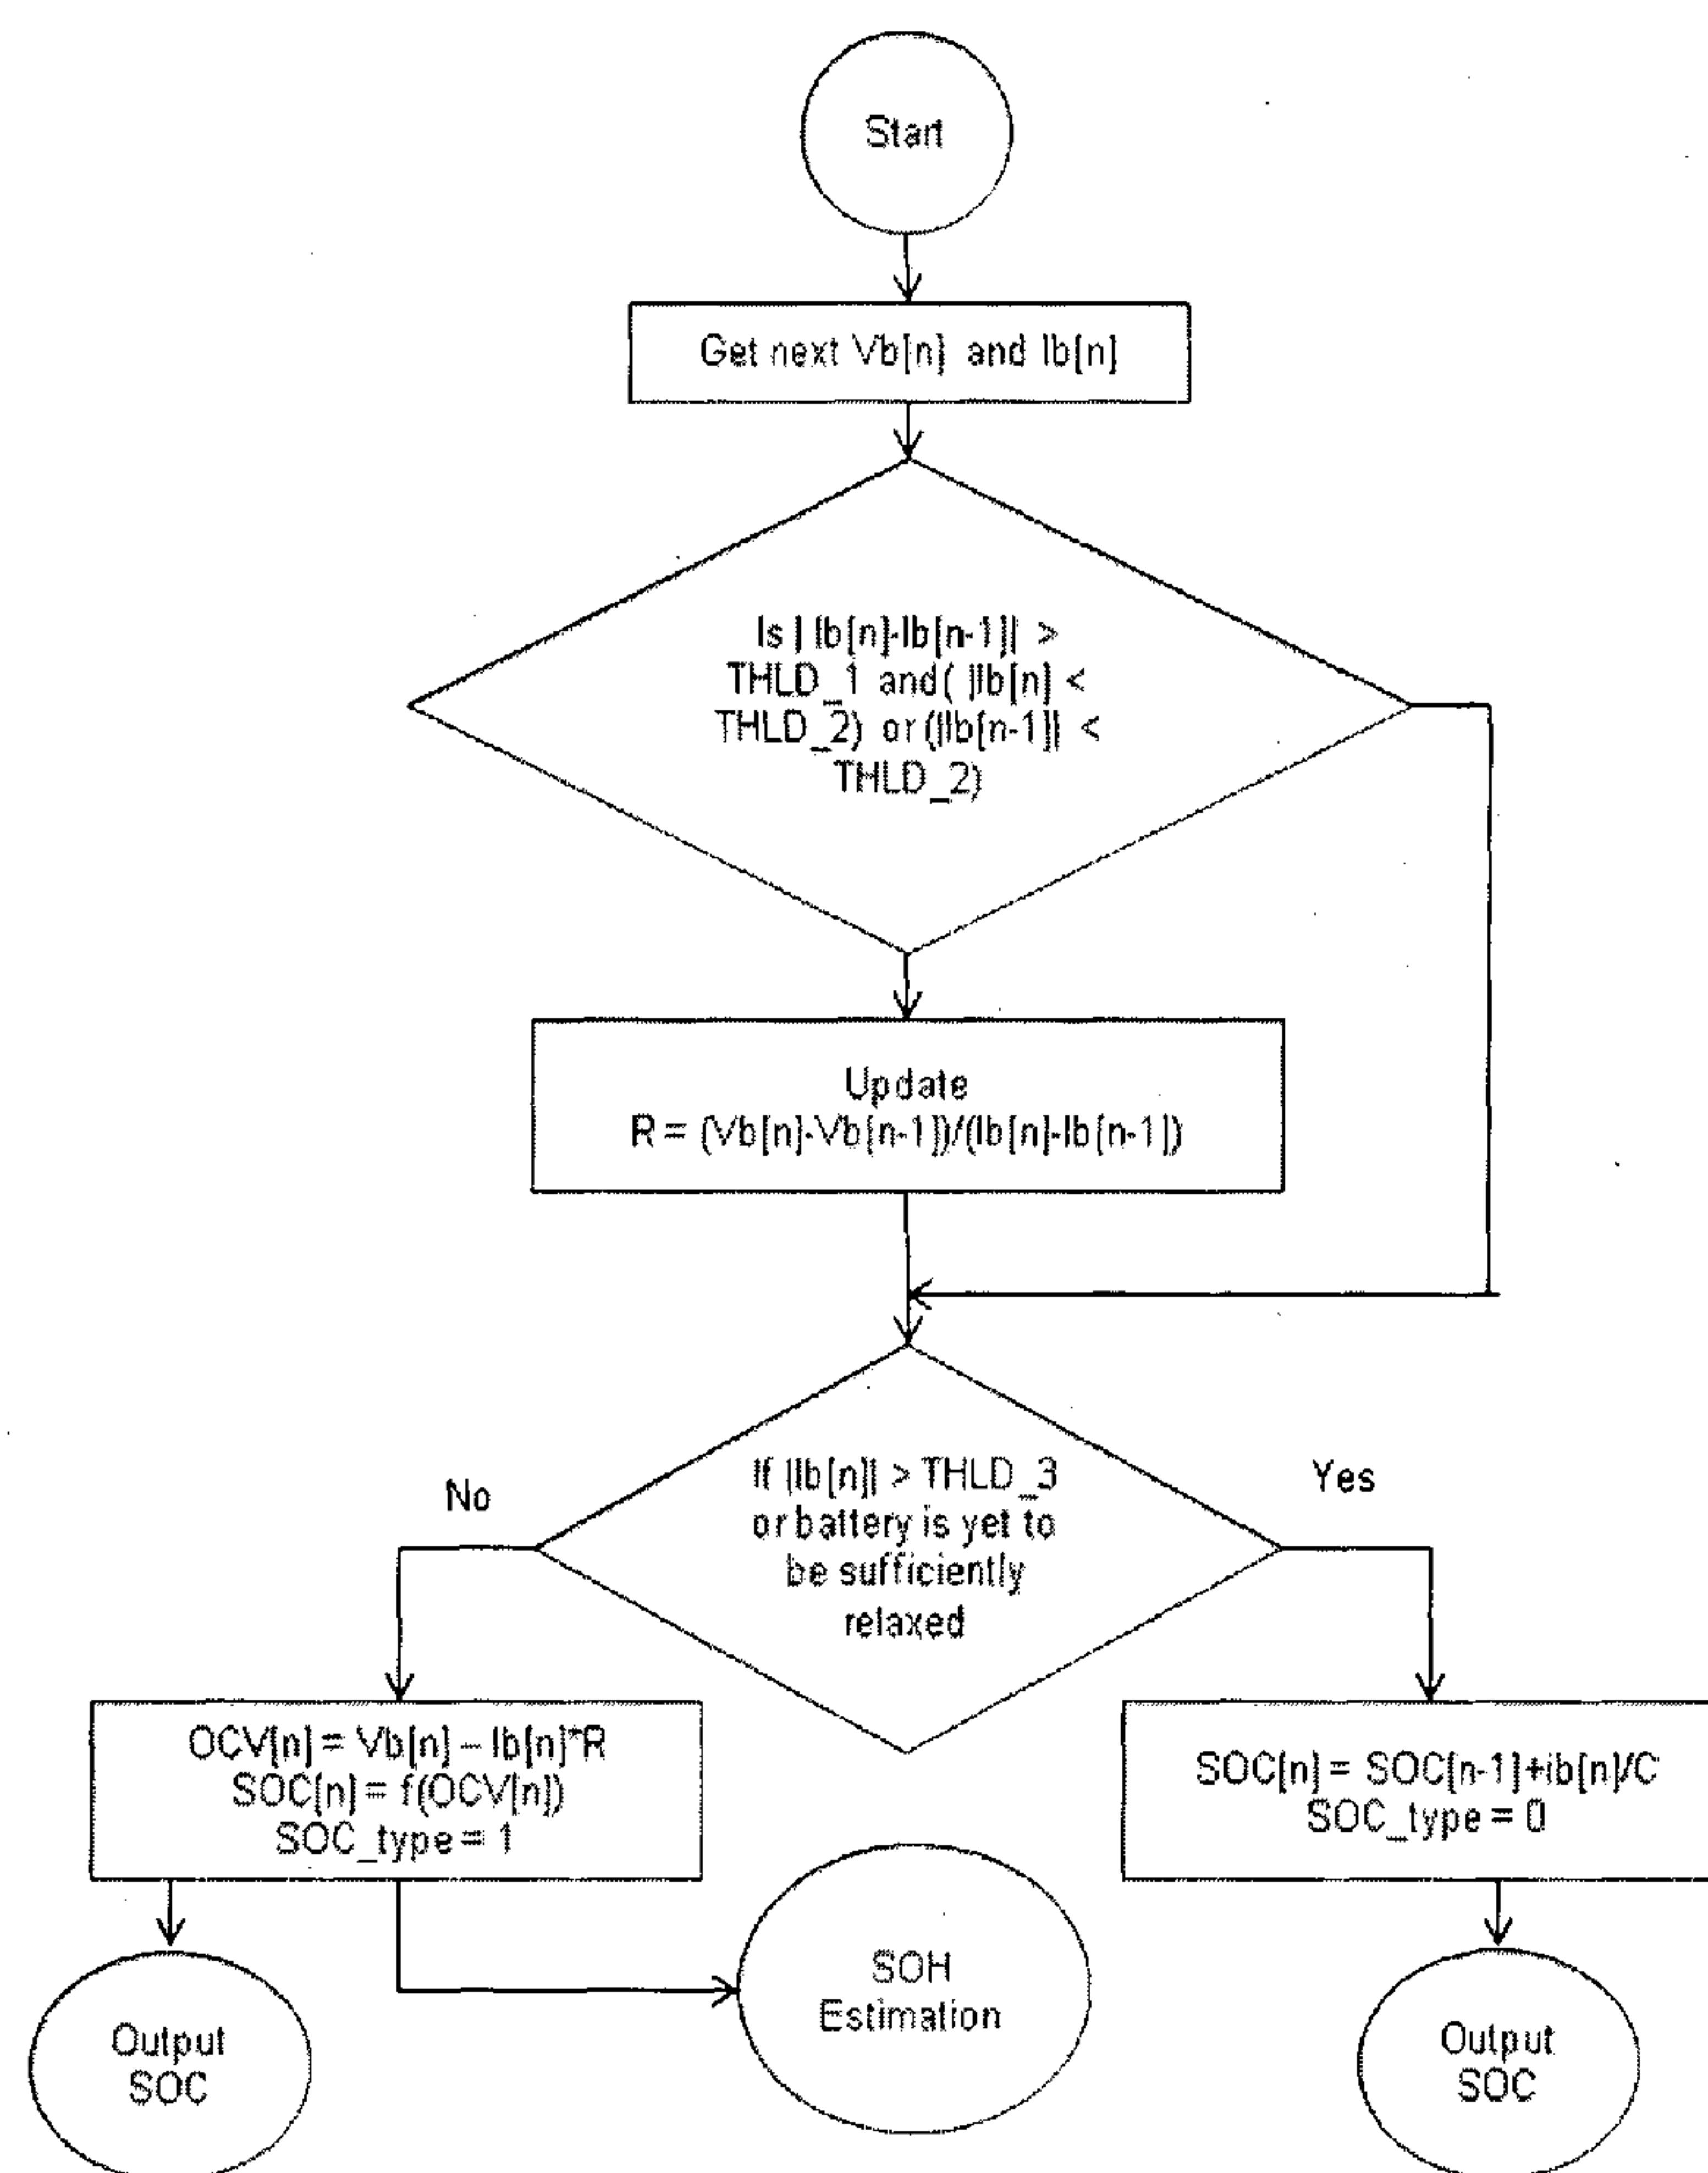 Start
Get next Vb[n] and Ib[n]
Is | Ib[n]-Ib[n-1]| >
THLD_1 and( |Ib[n] <
THLD_2) or (|Ib[n-1]| <
THLD_2)
Update
R = (Vb[n]-Vb[n-1])/(Ib[n]-Ib[n-1])
No
If |Ib[n]| > THLD_3
or battery is yet to
be sufficiently
relaxed
Yes
OCV[n] = Vb[n] – Ib[n]*R
SOC[n] = f(OCV[n])
SOC_type = 1
SOC[n] = SOC[n-1]+ib[n]/C
SOC_type = 0
SOH
Estimation
Output
SOC
Output
SOC